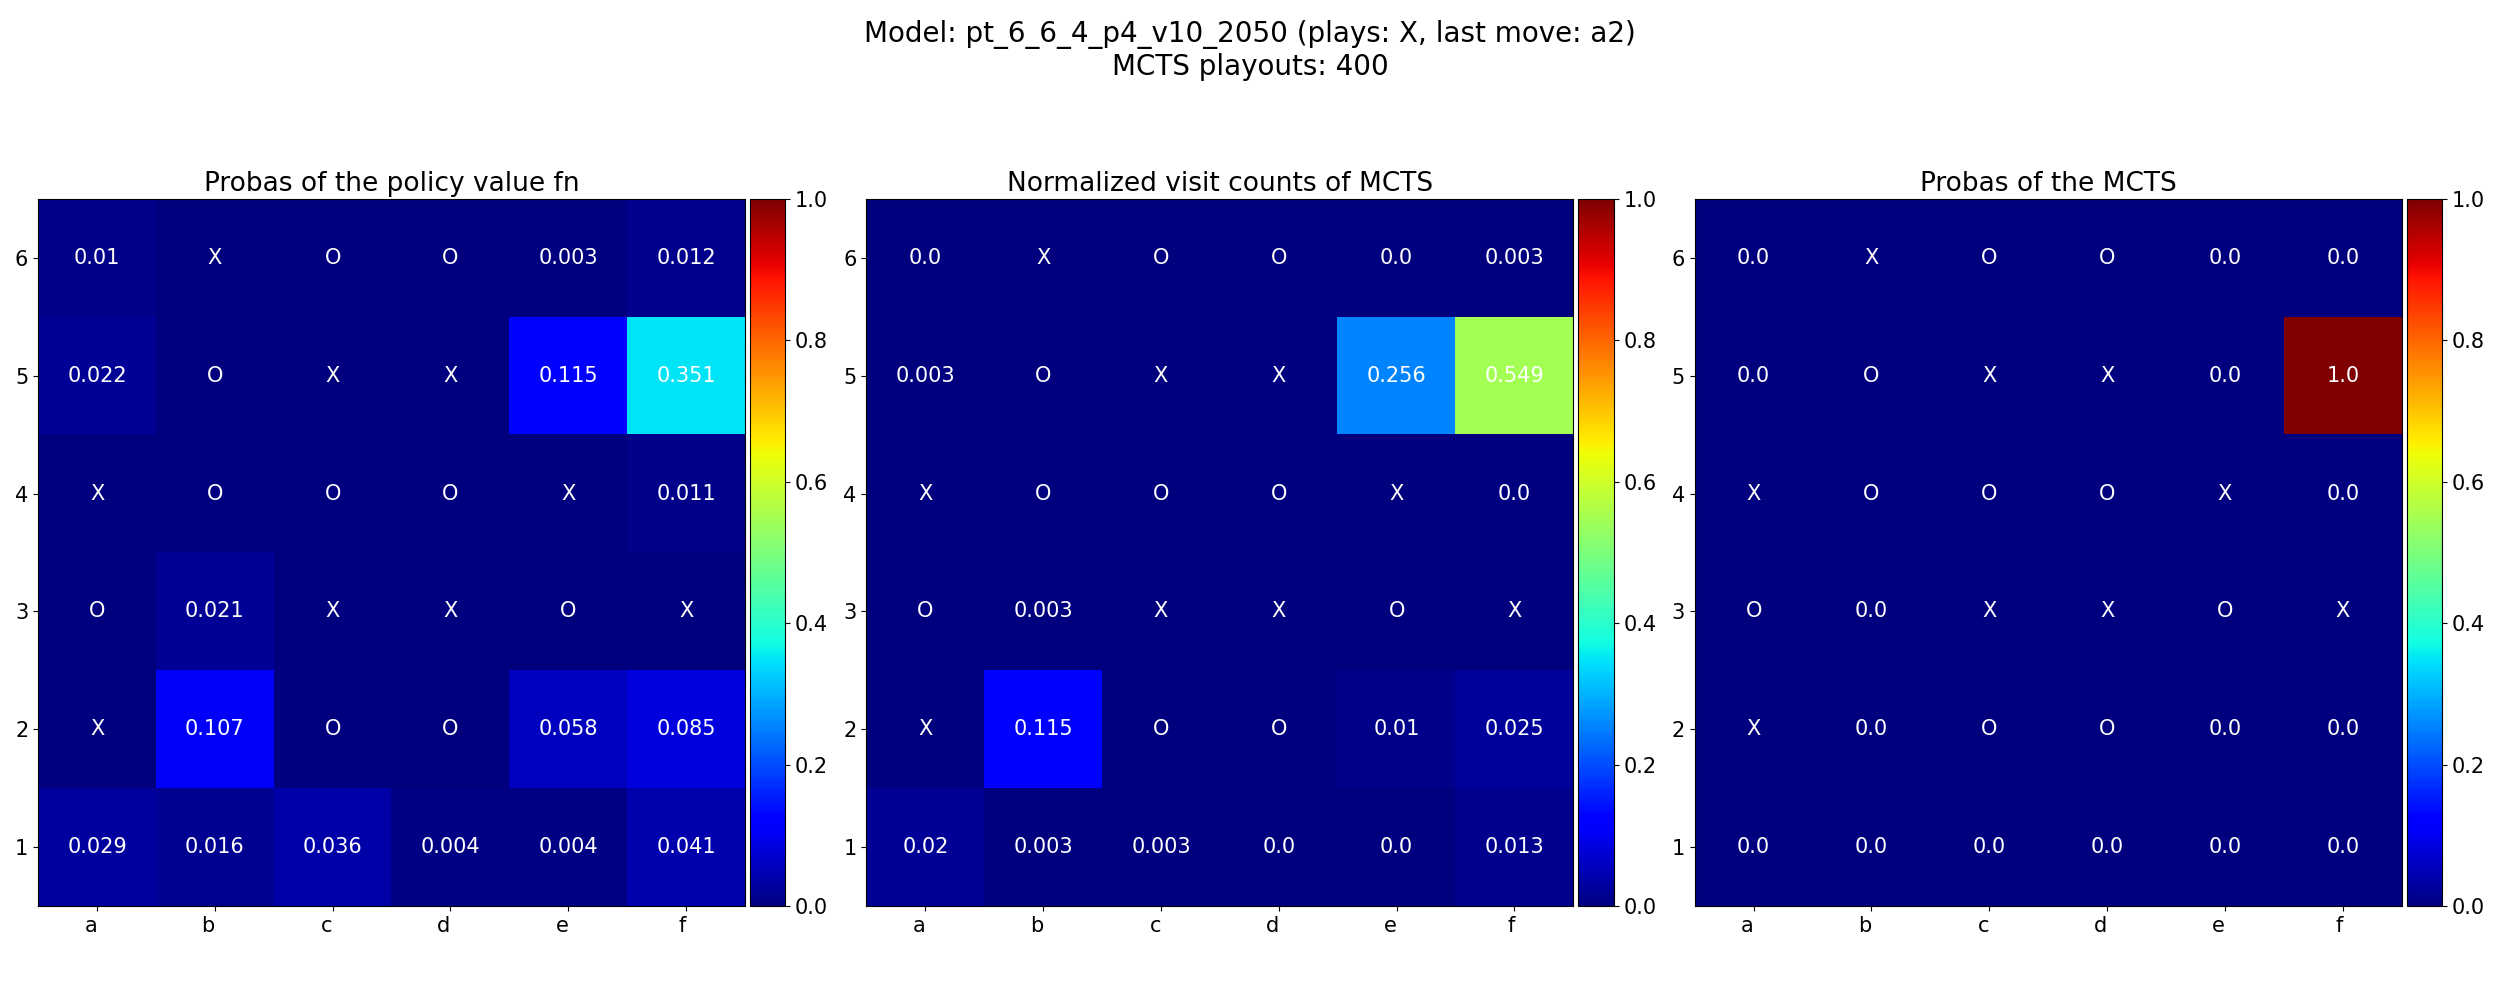 Model: pt_6_6_4_p4_v10_2050 (plays: X, last move: a2)
MCTS playouts: 400
Probas of the policy value fn
6 0.01 X O O 0.003 0.012
5 0.022 O X X 0.115 0.351
4 X O O O X 0.011
3 O 0.021 X X O X
2 X 0.107 O O 0.058 0.085
1 0.029 0.016 0.036 0.004 0.004 0.041
a b c d e f
1.0
0.8
0.6
0.4
0.2
0.0
Normalized visit counts of MCTS
6 0.0 X O O 0.0 0.003
5 0.003 O X X 0.256 0.549
4 X O O O X 0.0
3 O 0.003 X X O X
2 X 0.115 O O 0.01 0.025
1 0.02 0.003 0.003 0.0 0.0 0.013
a b c d e f
1.0
0.8
0.6
0.4
0.2
0.0
Probas of the MCTS
6 0.0 X O O 0.0 0.0
5 0.0 O X X 0.0 1.0
4 X O O O X 0.0
3 O 0.0 X X O X
2 X 0.0 O O 0.0 0.0
1 0.0 0.0 0.0 0.0 0.0 0.0
a b c d e f
1.0
0.8
0.6
0.4
0.2
0.0